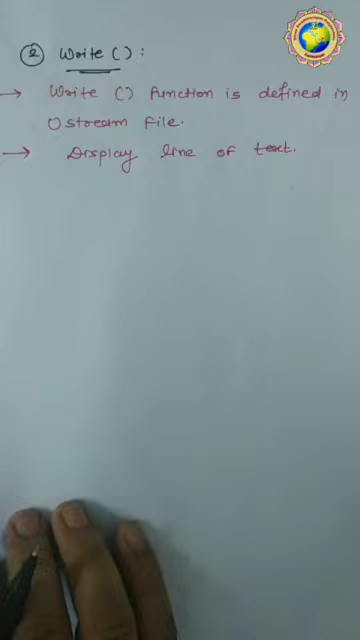 ② Write () :
→ Write () function is defined in
Ostream file.
→ Display line of text.